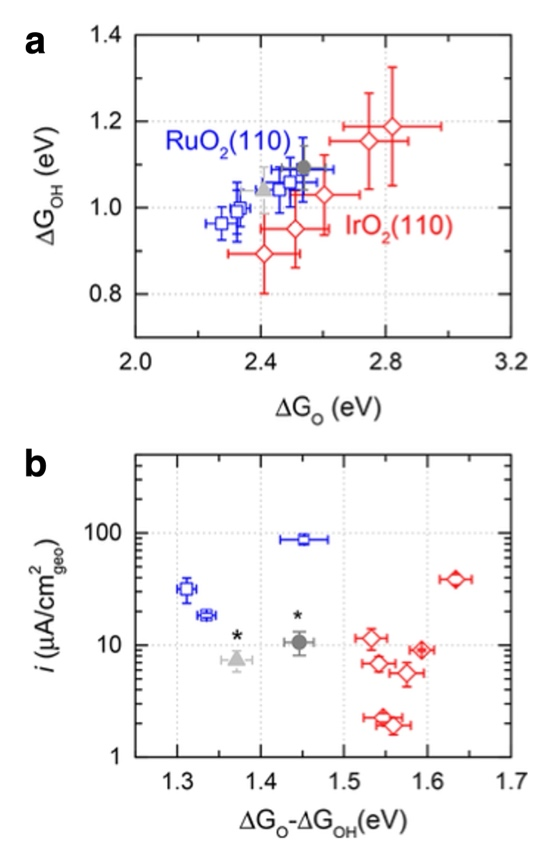 a
1.4
1.2
1.0
0.8
ΔG_OH (eV)
RuO₂(110)
IrO₂(110)
2.0 2.4 2.8 3.2
ΔG_O (eV)
b
100
10
1
i (μA/cm²_geo)
* *
1.3 1.4 1.5 1.6 1.7
ΔG_O-ΔG_OH(eV)